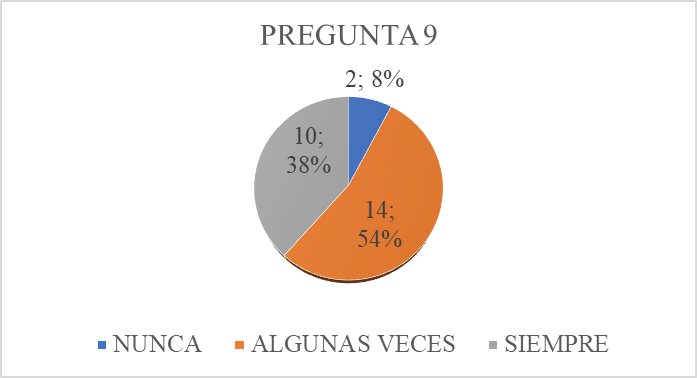 PREGUNTA 9
2; 8%
10;
38%
14;
54%
NUNCA
ALGUNAS VECES
SIEMPRE